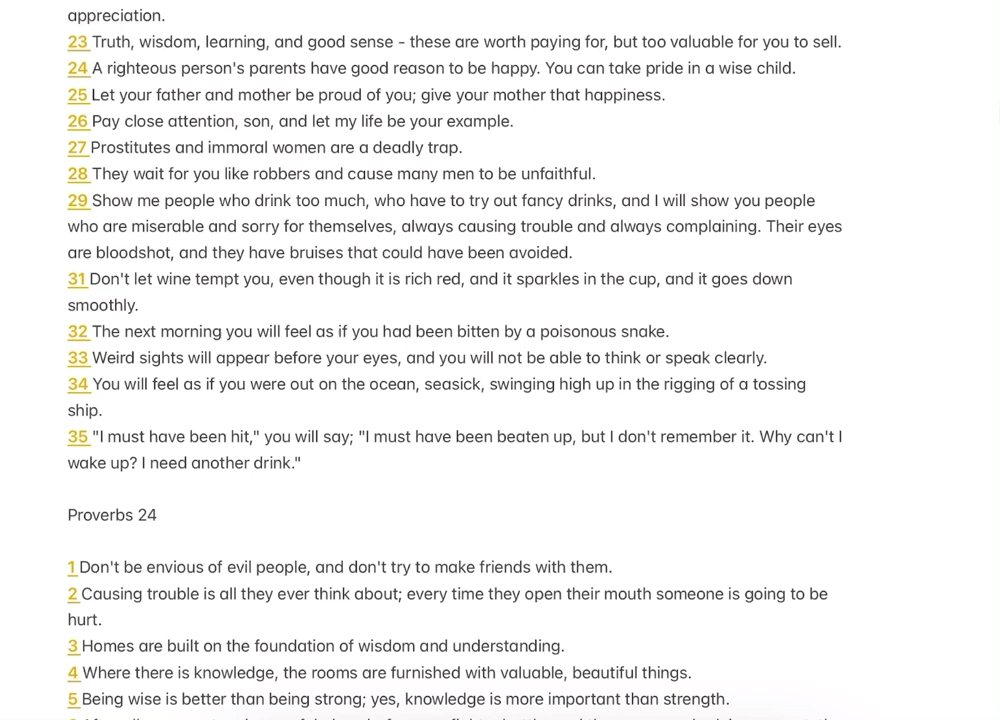 appreciation.
23 Truth, wisdom, learning, and good sense - these are worth paying for, but too valuable for you to sell.
24 A righteous person's parents have good reason to be happy. You can take pride in a wise child.
25 Let your father and mother be proud of you; give your mother that happiness.
26 Pay close attention, son, and let my life be your example.
27 Prostitutes and immoral women are a deadly trap.
28 They wait for you like robbers and cause many men to be unfaithful.
29 Show me people who drink too much, who have to try out fancy drinks, and I will show you people
who are miserable and sorry for themselves, always causing trouble and always complaining. Their eyes
are bloodshot, and they have bruises that could have been avoided.
31 Don't let wine tempt you, even though it is rich red, and it sparkles in the cup, and it goes down
smoothly.
32 The next morning you will feel as if you had been bitten by a poisonous snake.
33 Weird sights will appear before your eyes, and you will not be able to think or speak clearly.
34 You will feel as if you were out on the ocean, seasick, swinging high up in the rigging of a tossing
ship.
35 "I must have been hit," you will say; "I must have been beaten up, but I don't remember it. Why can't I
wake up? I need another drink."
Proverbs 24
1 Don't be envious of evil people, and don't try to make friends with them.
2 Causing trouble is all they ever think about; every time they open their mouth someone is going to be
hurt.
3 Homes are built on the foundation of wisdom and understanding.
4 Where there is knowledge, the rooms are furnished with valuable, beautiful things.
5 Being wise is better than being strong; yes, knowledge is more important than strength.